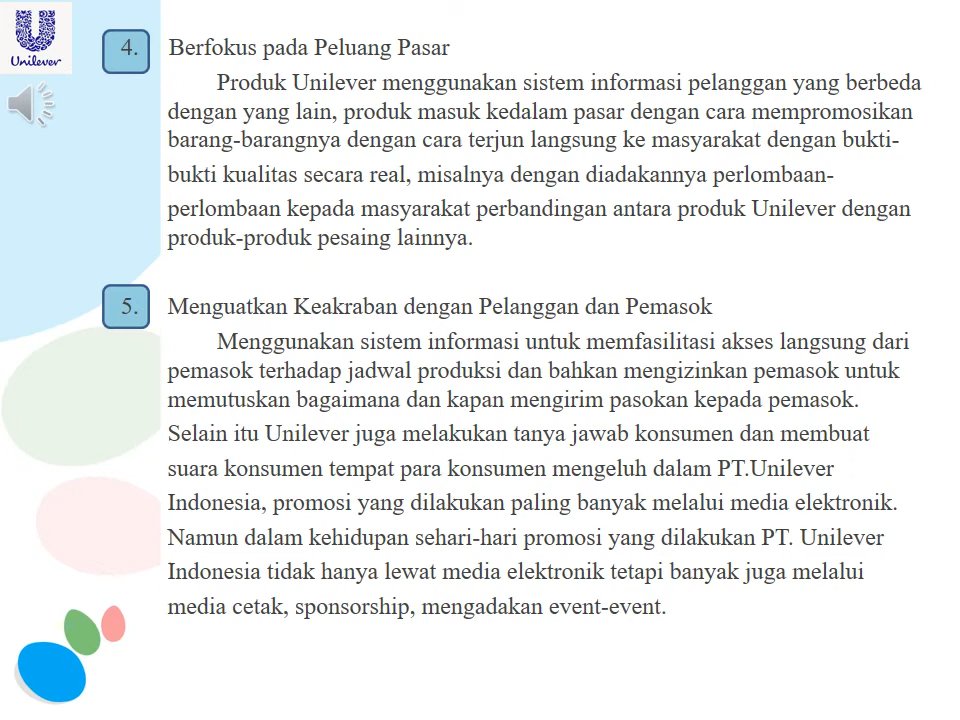 Unilever
4. Berfokus pada Peluang Pasar
Produk Unilever menggunakan sistem informasi pelanggan yang berbeda
dengan yang lain, produk masuk kedalam pasar dengan cara mempromosikan
barang-barangnya dengan cara terjun langsung ke masyarakat dengan bukti-
bukti kualitas secara real, misalnya dengan diadakannya perlombaan-
perlombaan kepada masyarakat perbandingan antara produk Unilever dengan
produk-produk pesaing lainnya.
5. Menguatkan Keakraban dengan Pelanggan dan Pemasok
Menggunakan sistem informasi untuk memfasilitasi akses langsung dari
pemasok terhadap jadwal produksi dan bahkan mengizinkan pemasok untuk
memutuskan bagaimana dan kapan mengirim pasokan kepada pemasok.
Selain itu Unilever juga melakukan tanya jawab konsumen dan membuat
suara konsumen tempat para konsumen mengeluh dalam PT.Unilever
Indonesia, promosi yang dilakukan paling banyak melalui media elektronik.
Namun dalam kehidupan sehari-hari promosi yang dilakukan PT. Unilever
Indonesia tidak hanya lewat media elektronik tetapi banyak juga melalui
media cetak, sponsorship, mengadakan event-event.